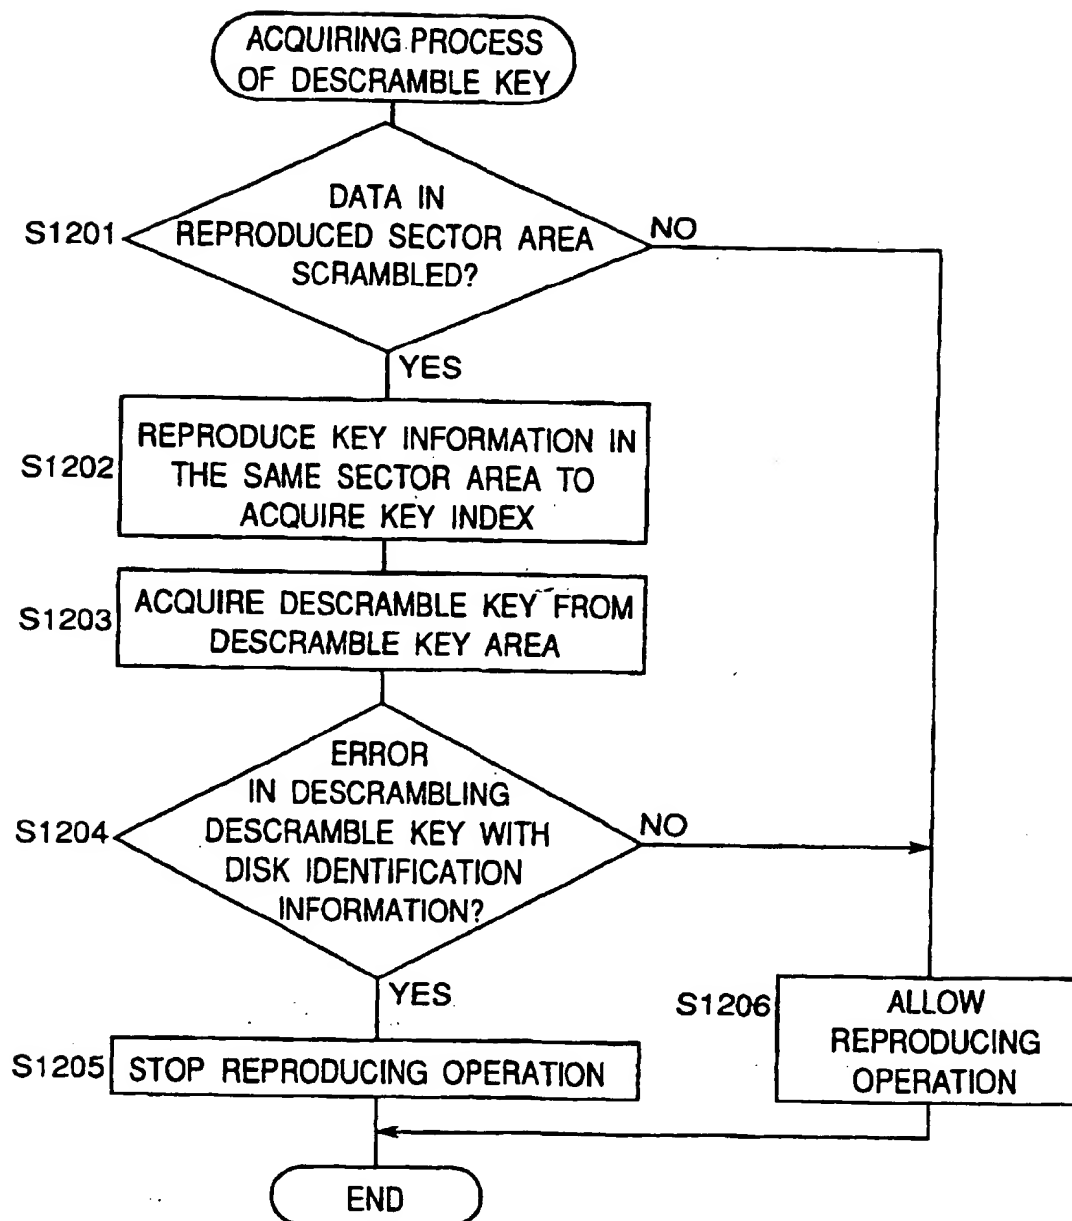 ACQUIRING PROCESS
OF DESCRAMBLE KEY
DATA IN
REPRODUCED SECTOR AREA
SCRAMBLED?
S1201
NO
YES
REPRODUCE KEY INFORMATION IN
THE SAME SECTOR AREA TO
ACQUIRE KEY INDEX
S1202
ACQUIRE DESCRAMBLE KEY FROM
DESCRAMBLE KEY AREA
S1203
ERROR
IN DESCRAMBLING
DESCRAMBLE KEY WITH
DISK IDENTIFICATION
INFORMATION?
S1204
NO
YES
S1205
STOP REPRODUCING OPERATION
S1206
ALLOW
REPRODUCING
OPERATION
END